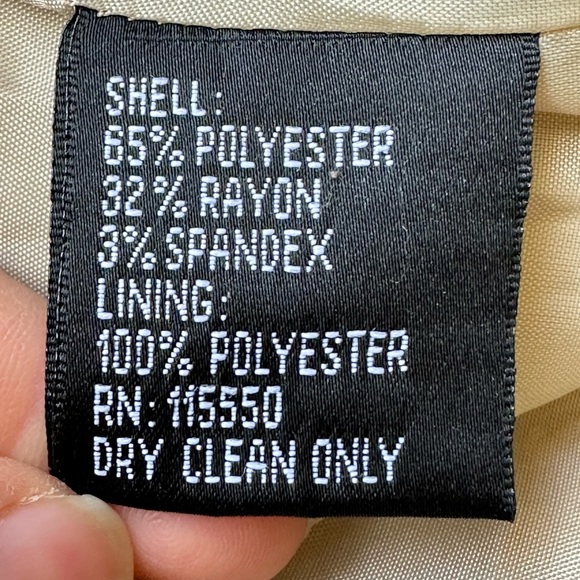 SHELL:
65% POLYESTER
32% RAYON
3% SPANDEX
LINING:
100% POLYESTER
RN: 115550
DRY CLEAN ONLY